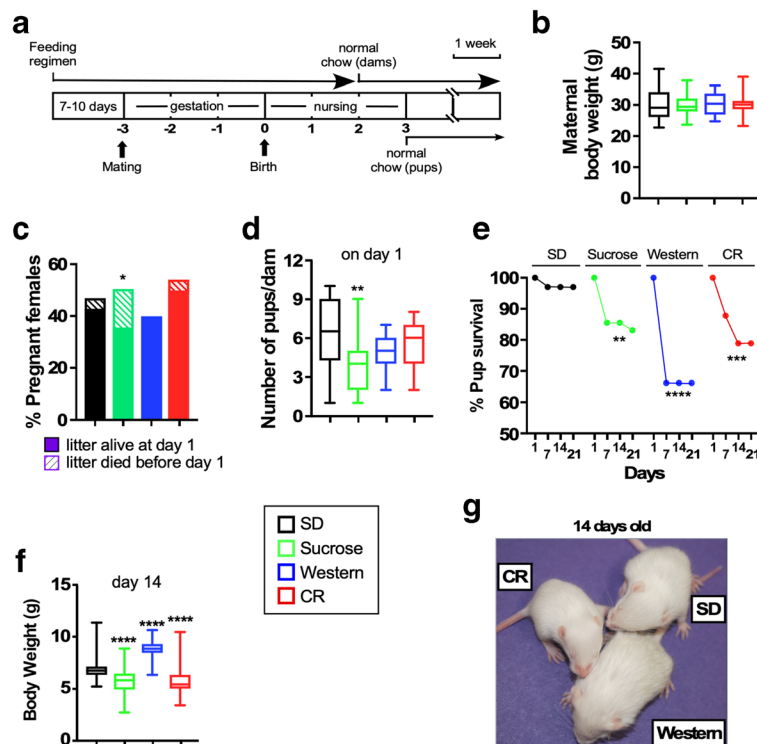 a
Feeding
regimen
normal
chow (dams)
1 week
7-10 days
gestation
nursing
-3
-2
-1
0
1
2
3
Mating
Birth
normal
chow (pups)
b
Maternal
body weight (g)
50
40
30
20
10
0
c
% Pregnant females
60
40
20
0
*
litter alive at day 1
litter died before day 1
d
on day 1
Number of pups/dam
12
9
6
3
0
**
e
SD
Sucrose
Western
CR
% Pup survival
100
90
80
70
60
50
**
****
***
1 7 14 21
1 7 14 21
1 7 14 21
1 7 14 21
Days
SD
Sucrose
Western
CR
f
day 14
Body Weight (g)
15
10
5
0
****
****
****
g
14 days old
CR
SD
Western